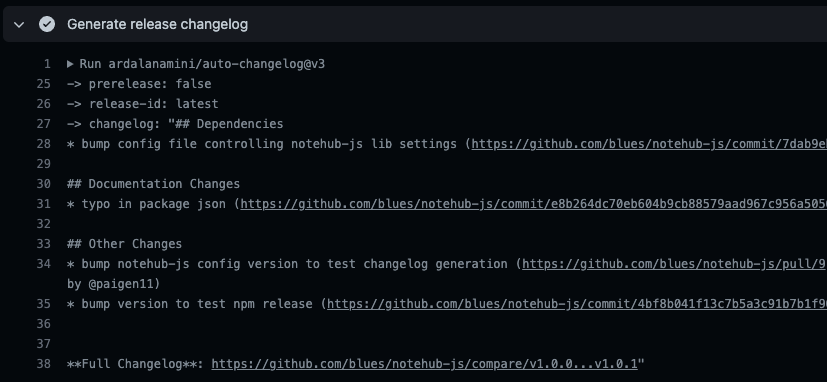 Generate release changelog
1 Run ardalanamini/auto-changelog@v3
25 -> prerelease: false
26 -> release-id: latest
27 -> changelog: "## Dependencies
28 * bump config file controlling notehub-js lib settings (https://github.com/blues/notehub-js/commit/7dab9e
29
30 ## Documentation Changes
31 * typo in package json (https://github.com/blues/notehub-js/commit/e8b264dc70eb604b9cb88579aad967c956a505
32
33 ## Other Changes
34 * bump notehub-js config version to test changelog generation (https://github.com/blues/notehub-js/pull/9
by @paigen11)
35 * bump version to test npm release (https://github.com/blues/notehub-js/commit/4bf8b041f13c7b5a3c91b7b1f9
36
37
38 **Full Changelog**: https://github.com/blues/notehub-js/compare/v1.0.0...v1.0.1"